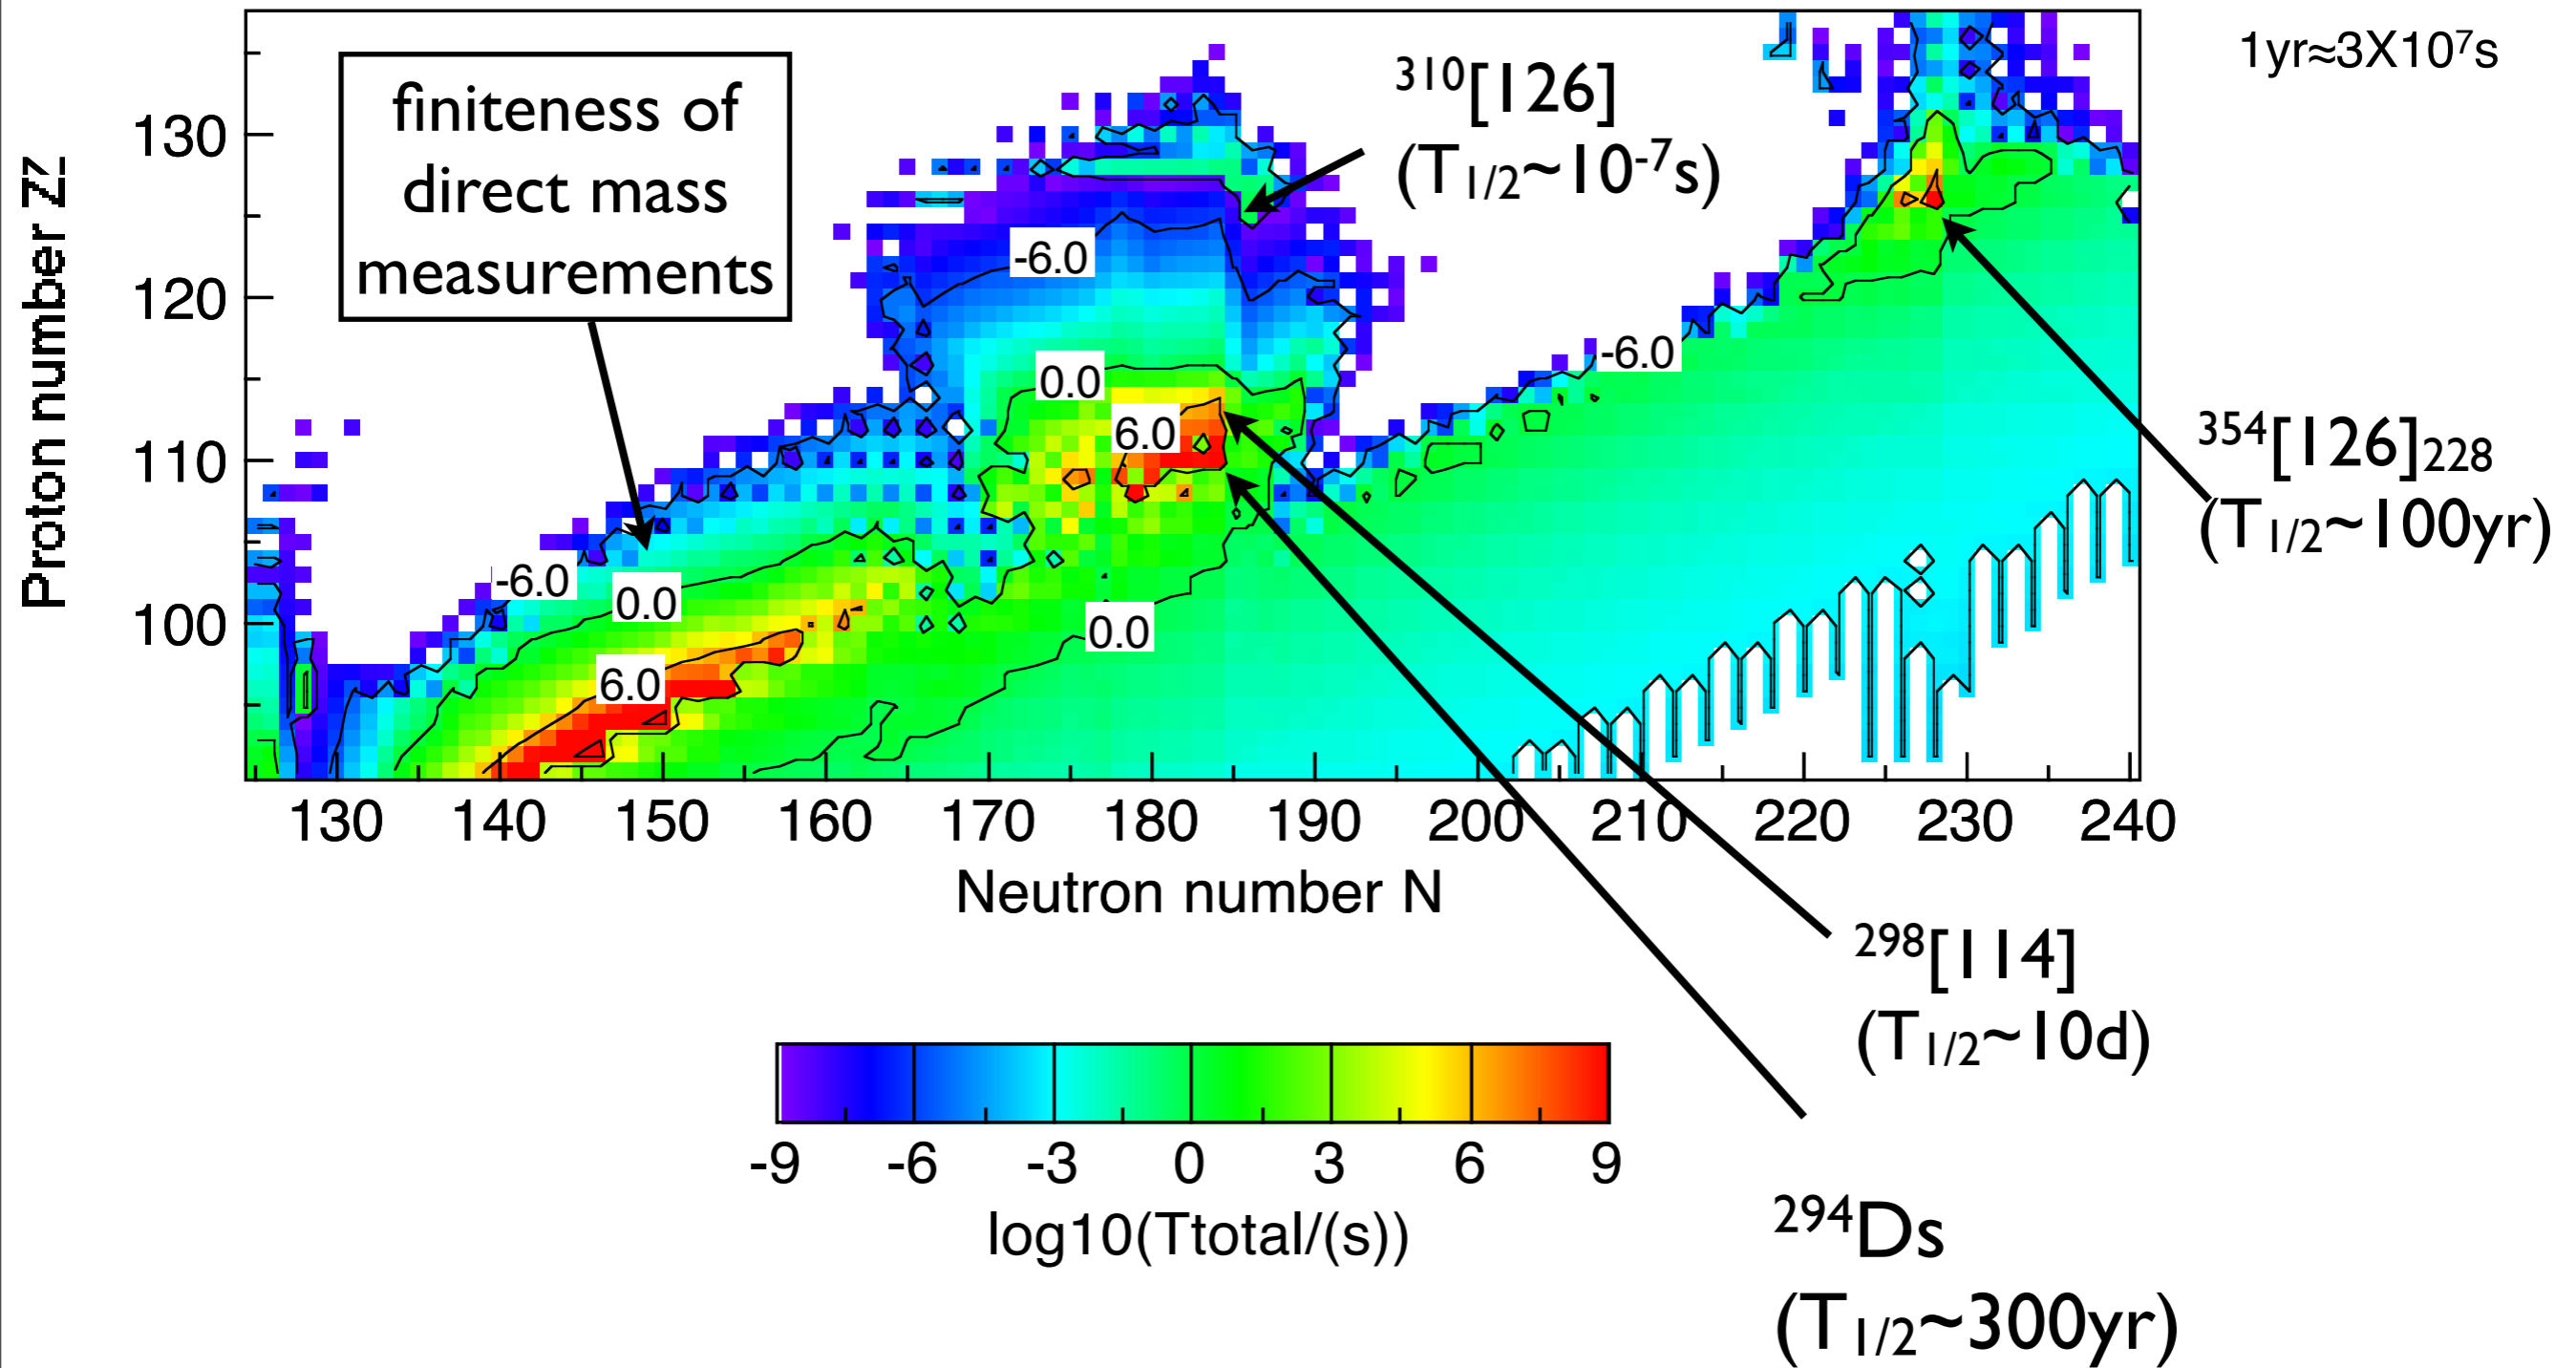 finiteness of
direct mass
measurements
³¹⁰[126]
(T₁/₂~10⁻⁷s)
1yr≈3X10⁷s
Proton number ZZ
130
120
110
100
-6.0
0.0
6.0
-6.0
³⁵⁴[126]₂₂₈
(T₁/₂~100yr)
-6.0
0.0
6.0
0.0
130 140 150 160 170 180 190 200 210 220 230 240
Neutron number N
²⁹⁸[114]
(T₁/₂~10d)
-9 -6 -3 0 3 6 9
log10(Ttotal/(s))
²⁹⁴Ds
(T₁/₂~300yr)